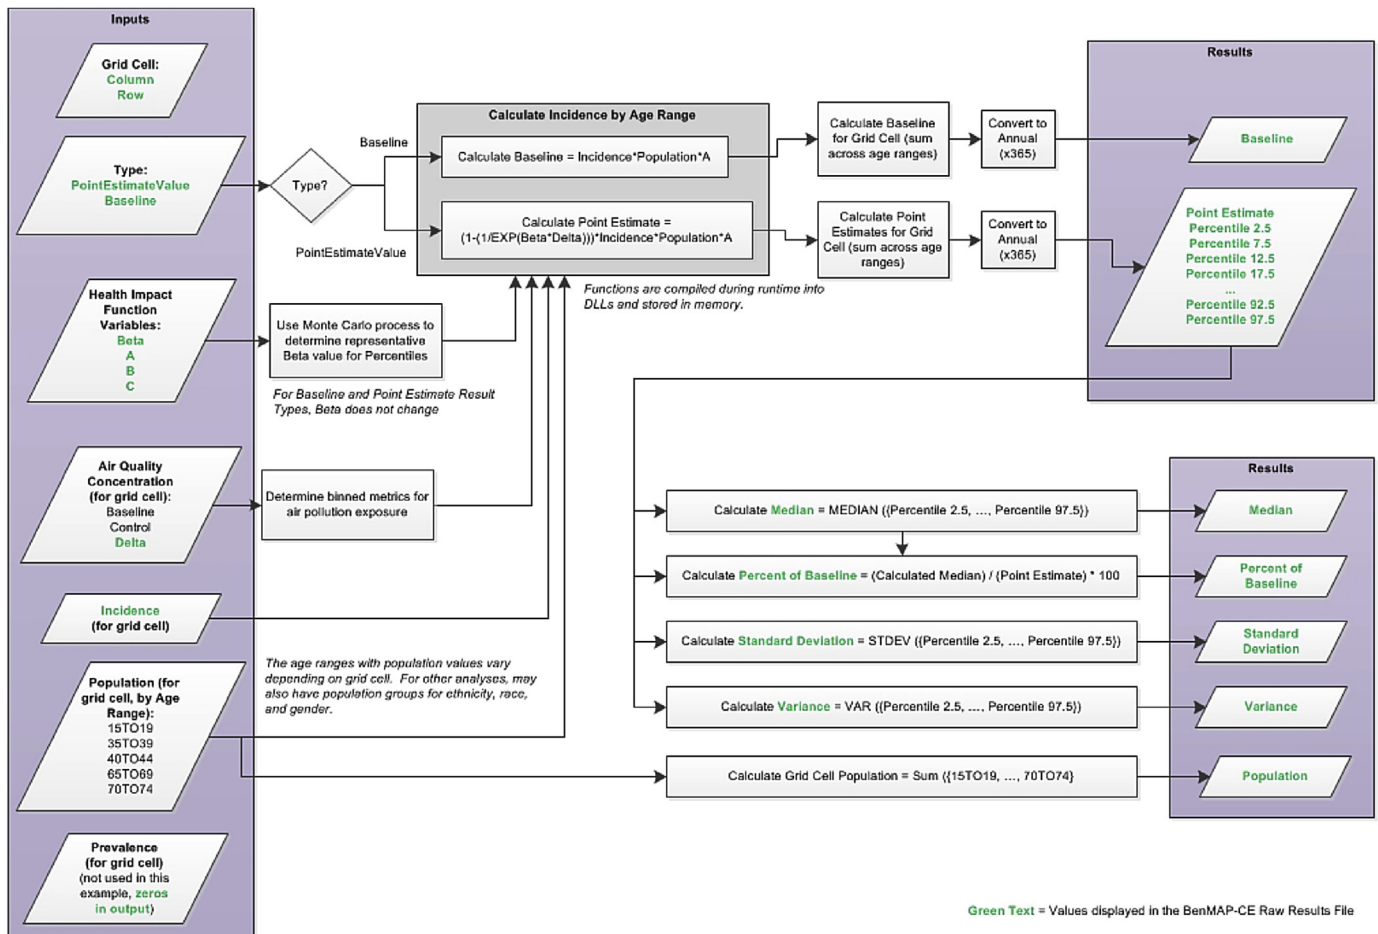 Inputs
Grid Cell:
Column
Row
Type:
PointEstimateValue
Baseline
Health Impact
Function
Variables:
Beta
A
B
C
Air Quality
Concentration
(for grid cell):
Baseline
Control
Delta
Incidence
(for grid cell)
Population (for
grid cell, by Age
Range):
15TO19
35TO39
40TO44
65TO69
70TO74
Prevalence
(for grid cell)
(not used in this
example, zeros
in output)
Type?
Baseline
PointEstimateValue
Calculate Incidence by Age Range
Calculate Baseline = Incidence*Population*A
Calculate Point Estimate =
(1-(1/EXP(Beta*Delta)))*Incidence*Population*A
Functions are compiled during runtime into
DLLs and stored in memory.
Use Monte Carlo process to
determine representative
Beta value for Percentiles
For Baseline and Point Estimate Result
Types, Beta does not change
Determine binned metrics for
air pollution exposure
The age ranges with population values vary
depending on grid cell. For other analyses, may
also have population groups for ethnicity, race,
and gender.
Calculate Baseline
for Grid Cell (sum
across age ranges)
Convert to
Annual
(x365)
Calculate Point
Estimates for Grid
Cell (sum across age
ranges)
Convert to
Annual
(x365)
Results
Baseline
Point Estimate
Percentile 2.5
Percentile 7.5
Percentile 12.5
Percentile 17.5
...
Percentile 92.5
Percentile 97.5
Calculate Median = MEDIAN ({Percentile 2.5, ..., Percentile 97.5})
Calculate Percent of Baseline = (Calculated Median) / (Point Estimate) * 100
Calculate Standard Deviation = STDEV ({Percentile 2.5, ..., Percentile 97.5})
Calculate Variance = VAR ({Percentile 2.5, ..., Percentile 97.5})
Calculate Grid Cell Population = Sum ({15TO19, ..., 70TO74}
Results
Median
Percent of
Baseline
Standard
Deviation
Variance
Population
Green Text = Values displayed in the BenMAP-CE Raw Results File